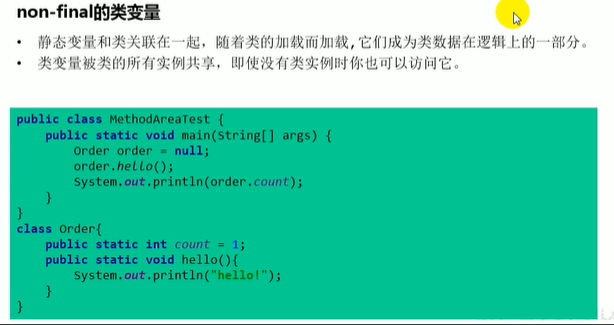 non-final的类变量
• 静态变量和类关联在一起，随着类的加载而加载,它们成为类数据在逻辑上的一部分。
• 类变量被类的所有实例共享，即使没有类实例时你也可以访问它。
public class MethodAreaTest {
    public static void main(String[] args) {
        Order order = null;
        order.hello();
        System.out.println(order.count);
    }
}
class Order{
    public static int count = 1;
    public static void hello(){
        System.out.println("hello!");
    }
}